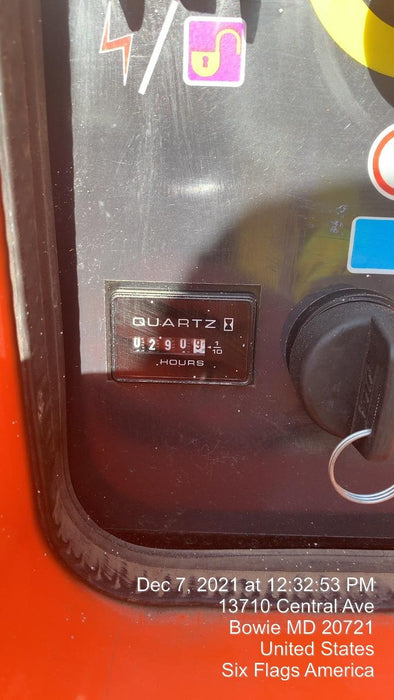 QUARTZ
02909 1/10
HOURS
Dec 7, 2021 at 12:32:53 PM
13710 Central Ave
Bowie MD 20721
United States
Six Flags America